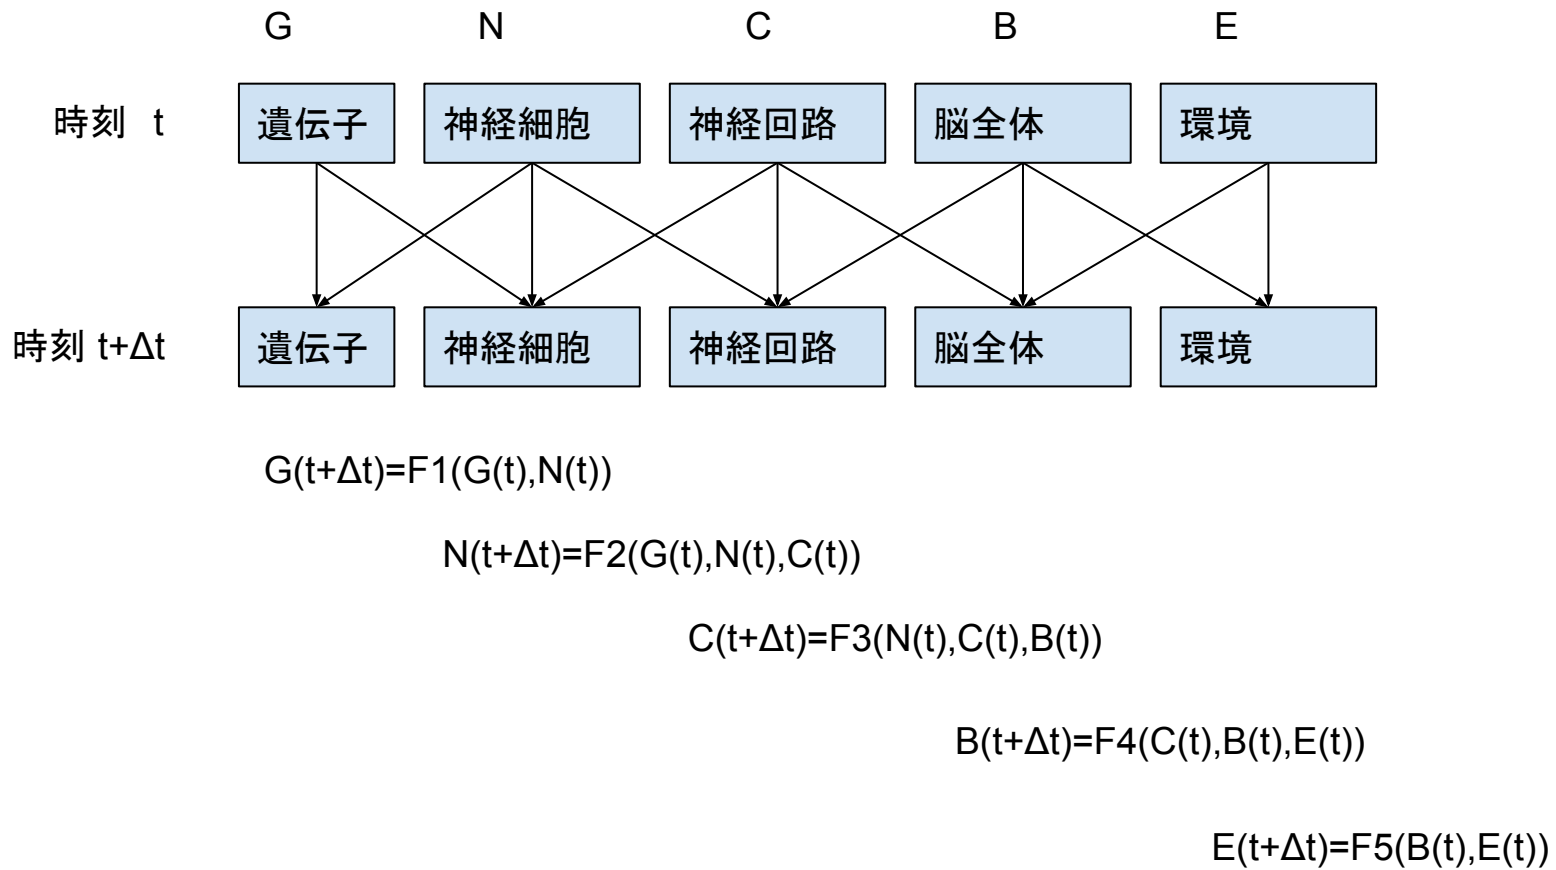 G N C B E
時刻 t 遺伝子 神経細胞 神経回路 脳全体 環境
時刻 t+Δt 遺伝子 神経細胞 神経回路 脳全体 環境
G(t+Δt)=F1(G(t),N(t))
N(t+Δt)=F2(G(t),N(t),C(t))
C(t+Δt)=F3(N(t),C(t),B(t))
B(t+Δt)=F4(C(t),B(t),E(t))
E(t+Δt)=F5(B(t),E(t))